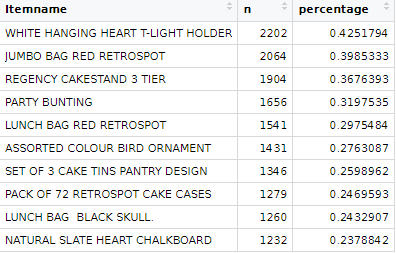 Itemname n percentage
WHITE HANGING HEART T-LIGHT HOLDER 2202 0.4251794
JUMBO BAG RED RETROSPOT 2064 0.3985333
REGENCY CAKESTAND 3 TIER 1904 0.3676393
PARTY BUNTING 1656 0.3197535
LUNCH BAG RED RETROSPOT 1541 0.2975484
ASSORTED COLOUR BIRD ORNAMENT 1431 0.2763087
SET OF 3 CAKE TINS PANTRY DESIGN 1346 0.2598962
PACK OF 72 RETROSPOT CAKE CASES 1279 0.2469593
LUNCH BAG  BLACK SKULL. 1260 0.2432907
NATURAL SLATE HEART CHALKBOARD 1232 0.2378842